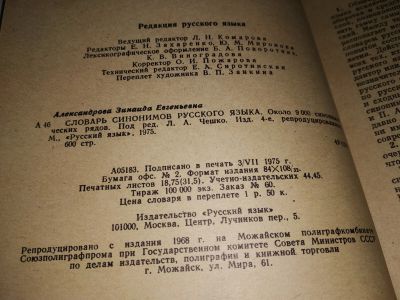 Редакция русского языка
Ведущий редактор Л. Н. Комарова
Редакторы Е. Н. Захаренко, Ю. М. Миронова
Лексикографическое оформление Б. А. Поворотчик,
К. В. Виноградова
Корректор О. И. Пожарова
Технический редактор Е. А. Сиротинская
Переплет художника В. П. Заикина
Александрова Зинаида Евгеньевна
А 46 СЛОВАРЬ СИНОНИМОВ РУССКОГО ЯЗЫКА. Около 9 000
ческих рядов. Под ред. Л. А. Чешко. Изд. 4-е,
М., «Русский язык», 1975.
600 стр.
А05183. Подписано в печать 3/VII 1975 г.
Бумага офс. № 2. Формат издания 84×108/
Печатных листов 18,75(31,5). Учетно-издательских 44,45.
Тираж 100 000 экз. Заказ № 60.
Цена словаря в переплете 1 р. 50 к.
Издательство «Русский язык»
101000, Москва, Центр, Лучников пер., 5.
Репродуцировано с издания 1968 г. на Можайском полиграфкомбинате
Союзполиграфпрома при Государственном комитете Совета Министров СССР
по делам издательств, полиграфии и книжной торговли
г. Можайск, ул. Мира, 61.